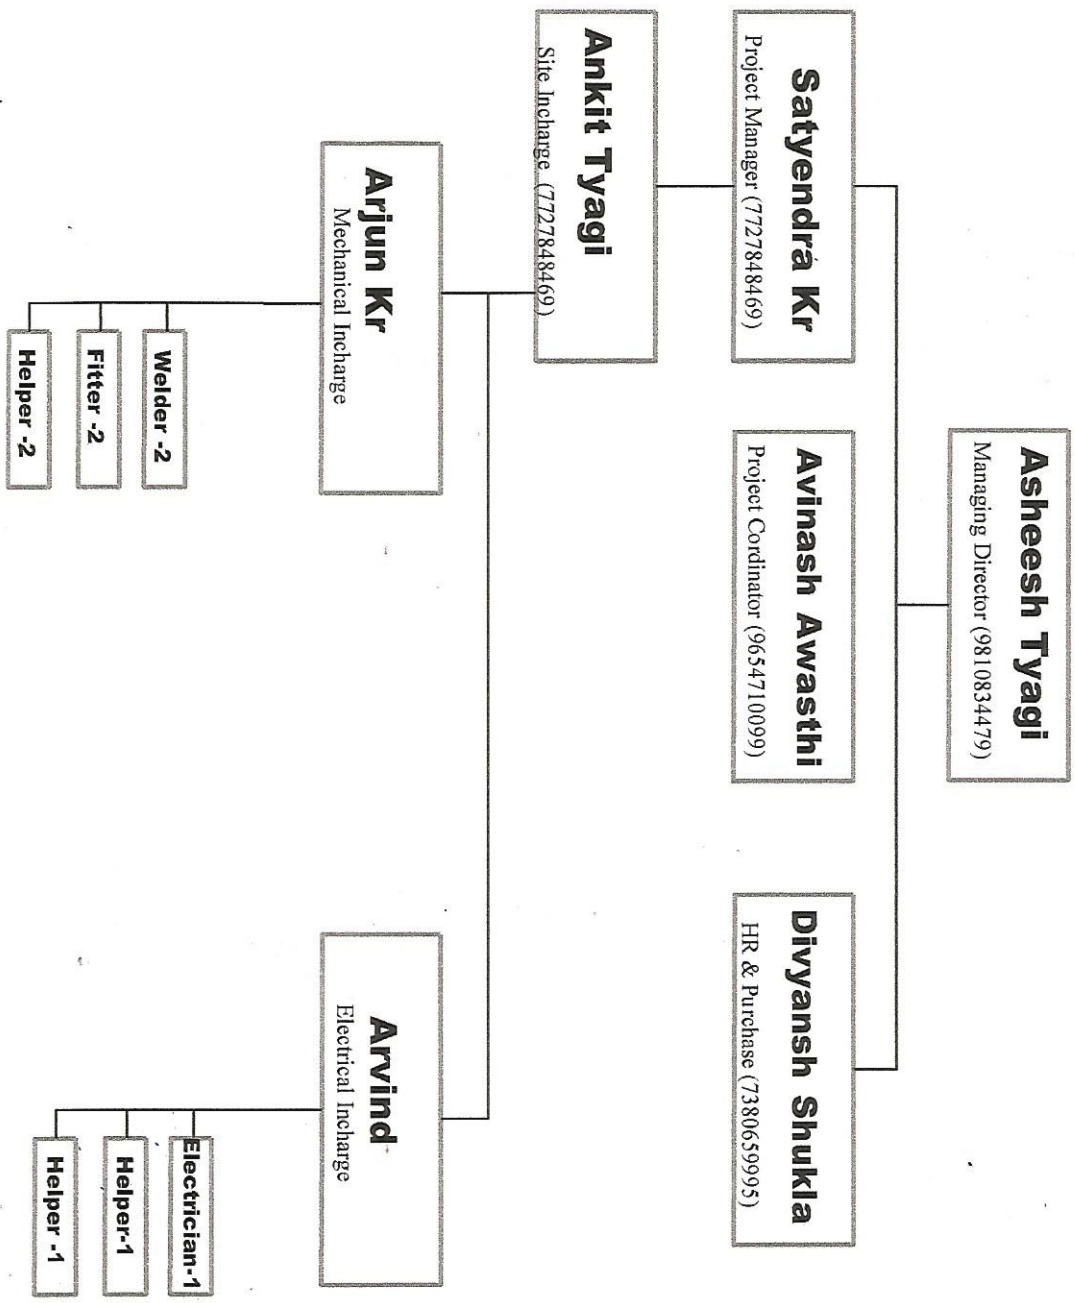 Asheesh Tyagi
Managing Director (9810834479)
Satyendra Kr
Project Manager (7727848469)
Avinash Awasthi
Project Cordinator (9654710099)
Divyansh Shukla
HR & Purchase (7380659995)
Ankit Tyagi
Site Incharge (7727848469)
Arjun Kr
Mechanical Incharge
Arvind
Electrical Incharge
Welder -2
Fitter -2
Helper -2
Electrician-1
Helper-1
Helper -1